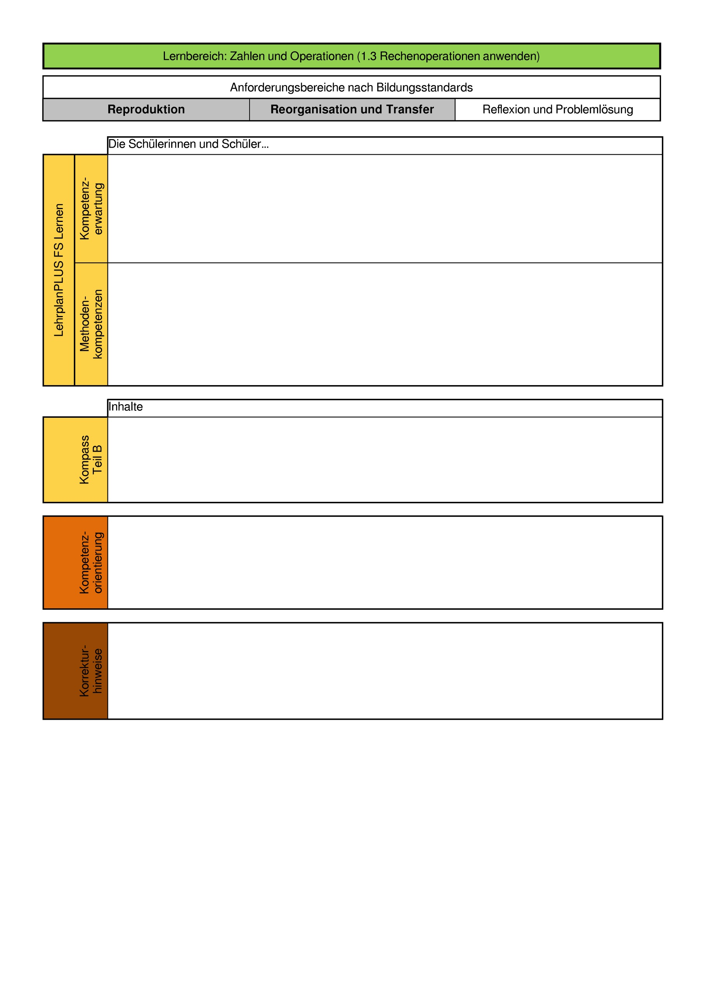 Lernbereich: Zahlen und Operationen (1.3 Rechenoperationen anwenden)
Anforderungsbereiche nach Bildungsstandards
Reproduktion
Reorganisation und Transfer
Reflexion und Problemlösung
Die Schülerinnen und Schüler...
LehrplanPLUS FS Lernen
Kompetenz-
erwartung
Methoden-
kompetenzen
Inhalte
Kompass
Teil B
Kompetenz-
orientierung
Korrektur-
hinweise